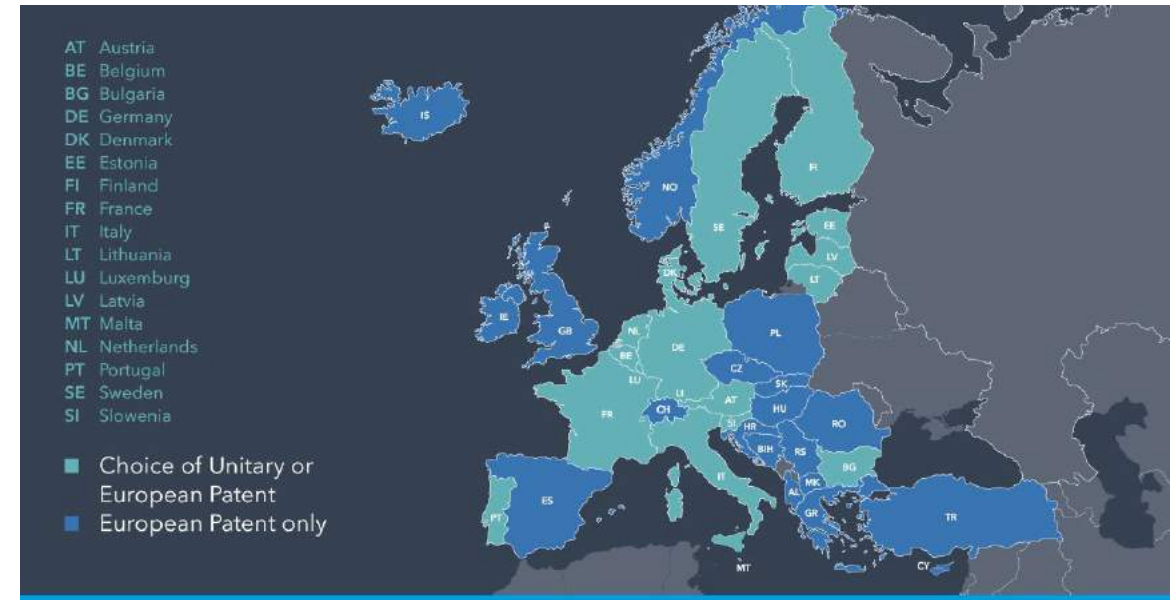 AT Austria
BE Belgium
BG Bulgaria
DE Germany
DK Denmark
EE Estonia
FI Finland
FR France
IT Italy
LT Lithuania
LU Luxemburg
LV Latvia
MT Malta
NL Netherlands
PT Portugal
SE Sweden
SI Slowenia
Choice of Unitary or
European Patent
European Patent only
IS
NO
FI
SE
EE
LV
LT
DK
IE
GB
NL
BE
DE
PL
LU
CZ
SK
LI
AT
CH
FR
HU
RO
SI
HR
BIH
RS
BG
IT
MK
AL
GR
ES
PT
TR
MT
CY